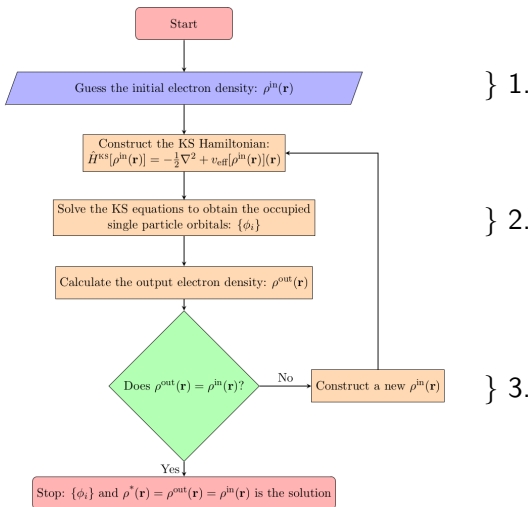 Start
Guess the initial electron density: ρ^in(r)
} 1.
Construct the KS Hamiltonian:
Ĥ^KS[ρ^in(r)] = −½∇² + v_eff[ρ^in(r)](r)
Solve the KS equations to obtain the occupied
single particle orbitals: {ϕ_i}
} 2.
Calculate the output electron density: ρ^out(r)
Does ρ^out(r) = ρ^in(r)?
No
Construct a new ρ^in(r)
} 3.
Yes
Stop: {ϕ_i} and ρ^*(r) = ρ^out(r) = ρ^in(r) is the solution